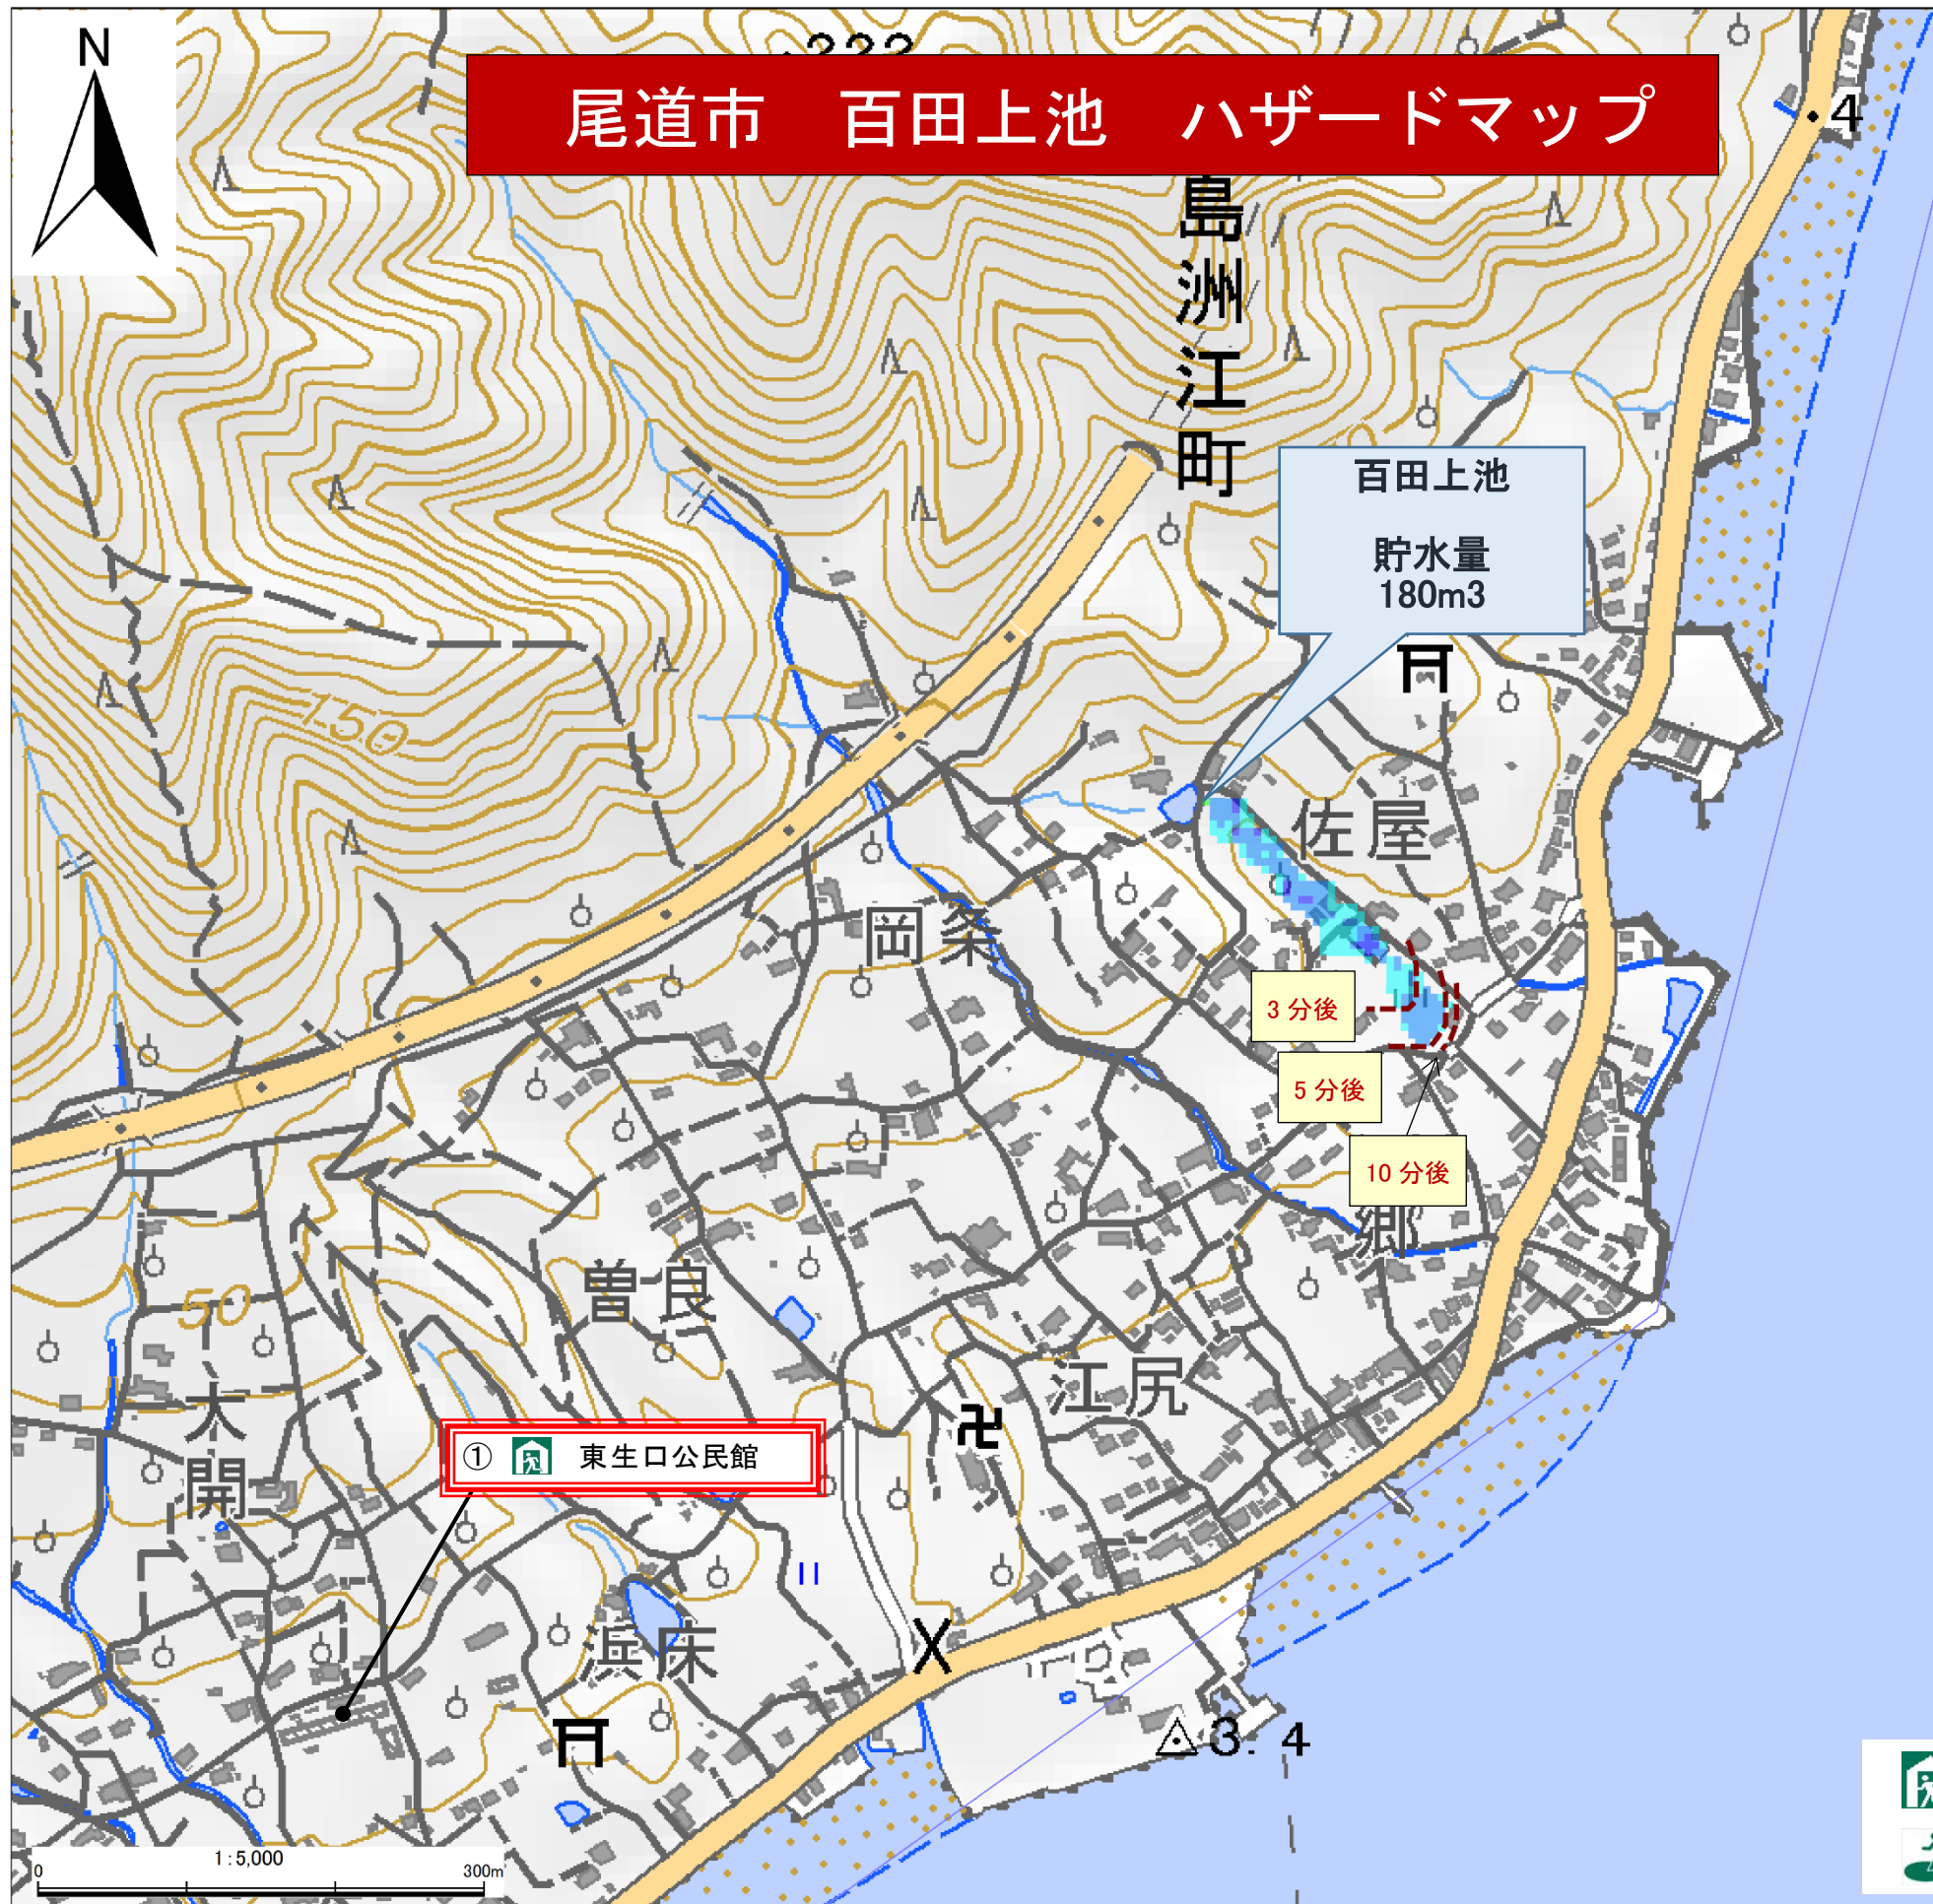 N
尾道市　百田上池　ハザードマップ
4
島洲江町
百田上池
貯水量
180m3
150
佐屋
岡条
3 分後
5 分後
10 分後
郷
曽良
50
江尻
大開
① 東生口公民館
浜床
3.4
1:5,000
0 300m